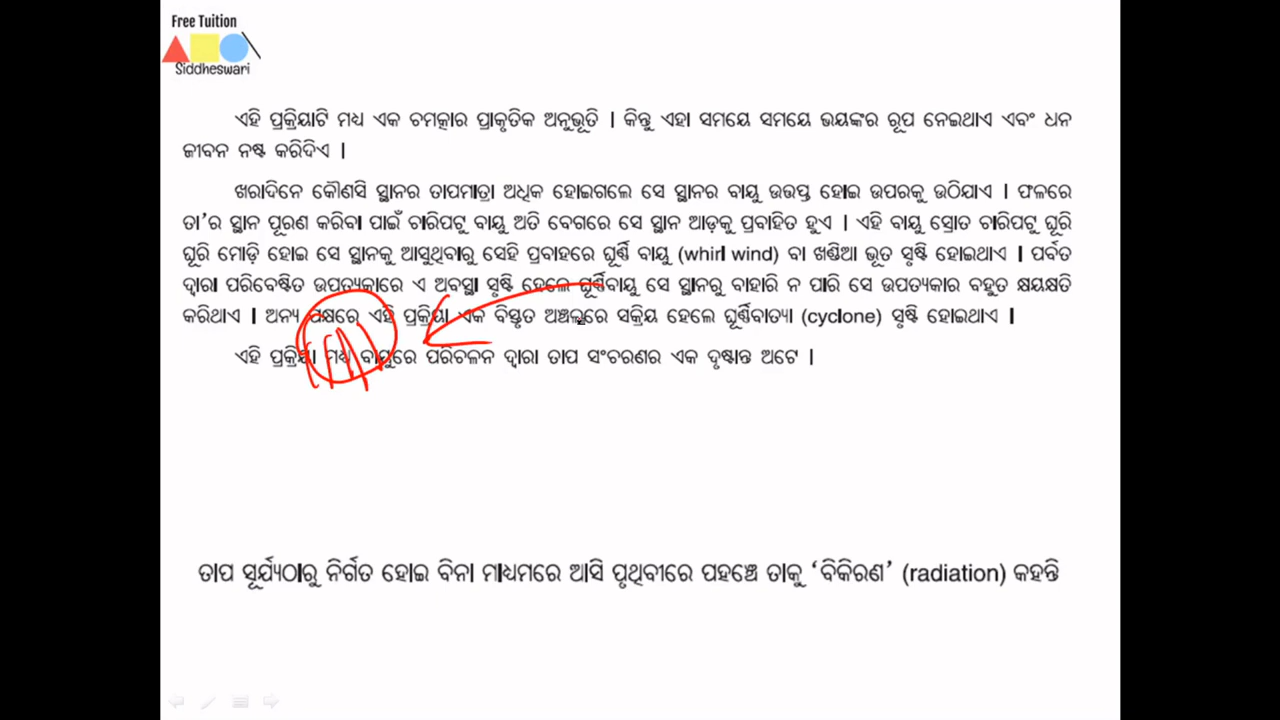 Free Tuition
Siddheswari
ଏହି ପ୍ରକ୍ରିୟାଟି ମଧ୍ୟ ଏକ ଚମତ୍କାର ପ୍ରାକୃତିକ ଅନୁଭୂତି । କିନ୍ତୁ ଏହା ସମୟେ ସମୟେ ଭୟଙ୍କର ରୂପ ନେଇଥାଏ ଏବଂ ଧନ
ଜୀବନ ନଷ୍ଟ କରିଦିଏ ।
ଖରାଦିନେ କୌଣସି ସ୍ଥାନର ତାପମାତ୍ରା ଅଧିକ ହୋଇଗଲେ ସେ ସ୍ଥାନର ବାୟୁ ଉତ୍ତପ୍ତ ହୋଇ ଉପରକୁ ଉଠିଯାଏ । ଫଳରେ
ତା’ର ସ୍ଥାନ ପୂରଣ କରିବା ପାଇଁ ଚାରିପଟୁ ବାୟୁ ଅତି ବେଗରେ ସେ ସ୍ଥାନ ଆଡ଼କୁ ପ୍ରବାହିତ ହୁଏ । ଏହି ବାୟୁ ସ୍ରୋତ ଚାରିପଟୁ ଘୂରି
ଘୂରି ମୋଡ଼ି ହୋଇ ସେ ସ୍ଥାନକୁ ଆସୁଥିବାରୁ ସେହି ପ୍ରବାହରେ ଘୂର୍ଣ୍ଣି ବାୟୁ (whirl wind) ବା ଖଣ୍ଡିଆ ଭୂତ ସୃଷ୍ଟି ହୋଇଥାଏ । ପର୍ବତ
ଦ୍ୱାରା ପରିବେଷ୍ଟିତ ଉପତ୍ୟକାରେ ଏ ଅବସ୍ଥା ସୃଷ୍ଟି ହେଲେ ଘୂର୍ଣ୍ଣିବାୟୁ ସେ ସ୍ଥାନରୁ ବାହାରି ନ ପାରି ସେ ଉପତ୍ୟକାର ବହୁତ କ୍ଷୟକ୍ଷତି
କରିଥାଏ । ଅନ୍ୟ ପକ୍ଷରେ ଏହି ପ୍ରକ୍ରିୟା ଏକ ବିସ୍ତୃତ ଅଞ୍ଚଳରେ ସକ୍ରିୟ ହେଲେ ଘୂର୍ଣ୍ଣିବାତ୍ୟା (cyclone) ସୃଷ୍ଟି ହୋଇଥାଏ ।
ଏହି ପ୍ରକ୍ରିୟା ମଧ୍ୟ ବାୟୁରେ ପରିଚଳନ ଦ୍ୱାରା ତାପ ସଂଚରଣର ଏକ ଦୃଷ୍ଟାନ୍ତ ଅଟେ ।
ତାପ ସୂର୍ଯ୍ୟଠାରୁ ନିର୍ଗତ ହୋଇ ବିନା ମାଧ୍ୟମରେ ଆସି ପୃଥିବୀରେ ପହଞ୍ଚେ ତାକୁ ‘ବିକିରଣ’ (radiation) କହନ୍ତି